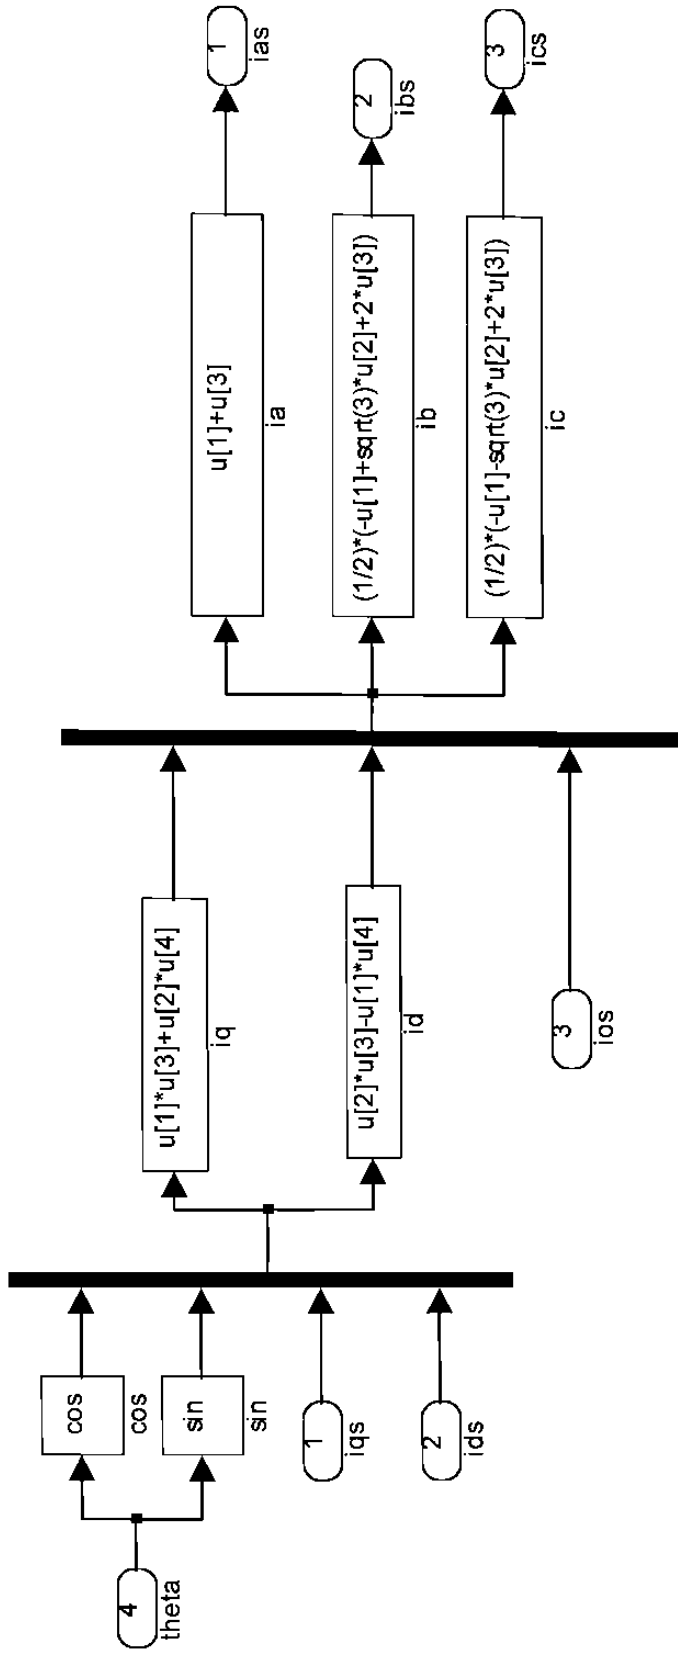 4
theta
cos
cos
sin
sin
1
iqs
2
ids
u[1]*u[3]+u[2]*u[4]
iq
u[2]*u[3]-u[1]*u[4]
id
3
ios
u[1]+u[3]
ia
(1/2)*(-u[1]+sqrt(3)*u[2]+2*u[3])
ib
(1/2)*(-u[1]-sqrt(3)*u[2]+2*u[3])
ic
1
ias
2
ibs
3
ics